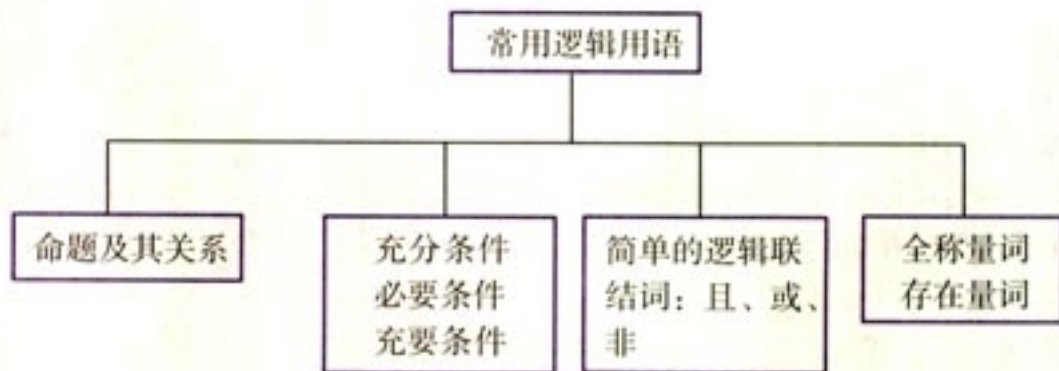 常用逻辑用语
命题及其关系
充分条件
必要条件
充要条件
简单的逻辑联
结词：且、或、
非
全称量词
存在量词